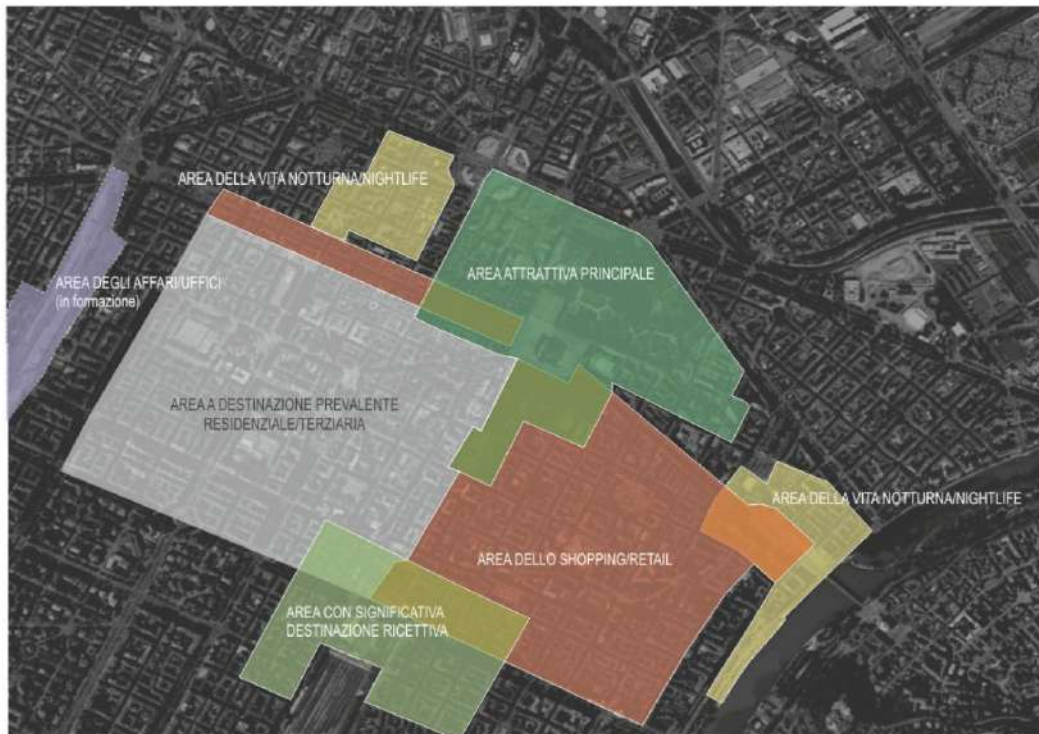 AREA DELLA VITA NOTTURNA/NIGHTLIFE
AREA DEGLI AFFARI/UFFICI
(in formazione)
AREA ATTRATTIVA PRINCIPALE
AREA A DESTINAZIONE PREVALENTE
RESIDENZIALE/TERZIARIA
AREA DELLA VITA NOTTURNA/NIGHTLIFE
AREA DELLO SHOPPING/RETAIL
AREA CON SIGNIFICATIVA
DESTINAZIONE RICETTIVA